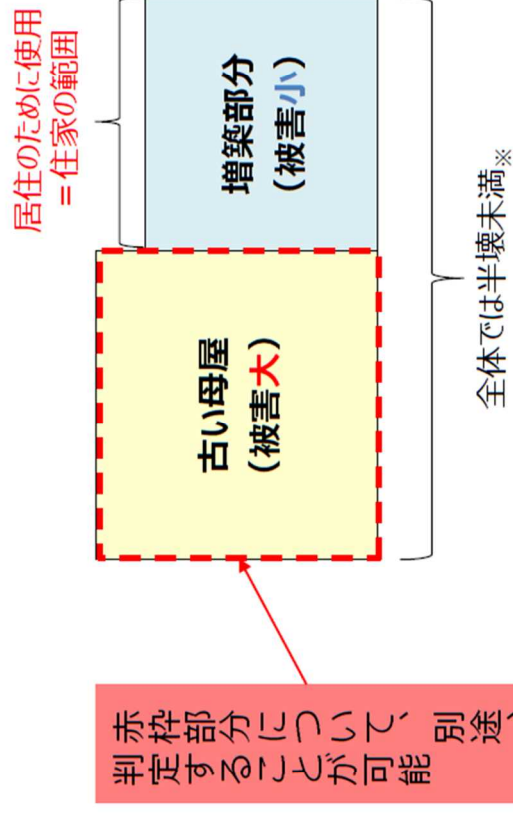 居住のために使用
＝住家の範囲
増築部分
（被害小）
古い母屋
（被害大）
全体では半壊未満※
赤枠部分について、別途、
判定することが可能